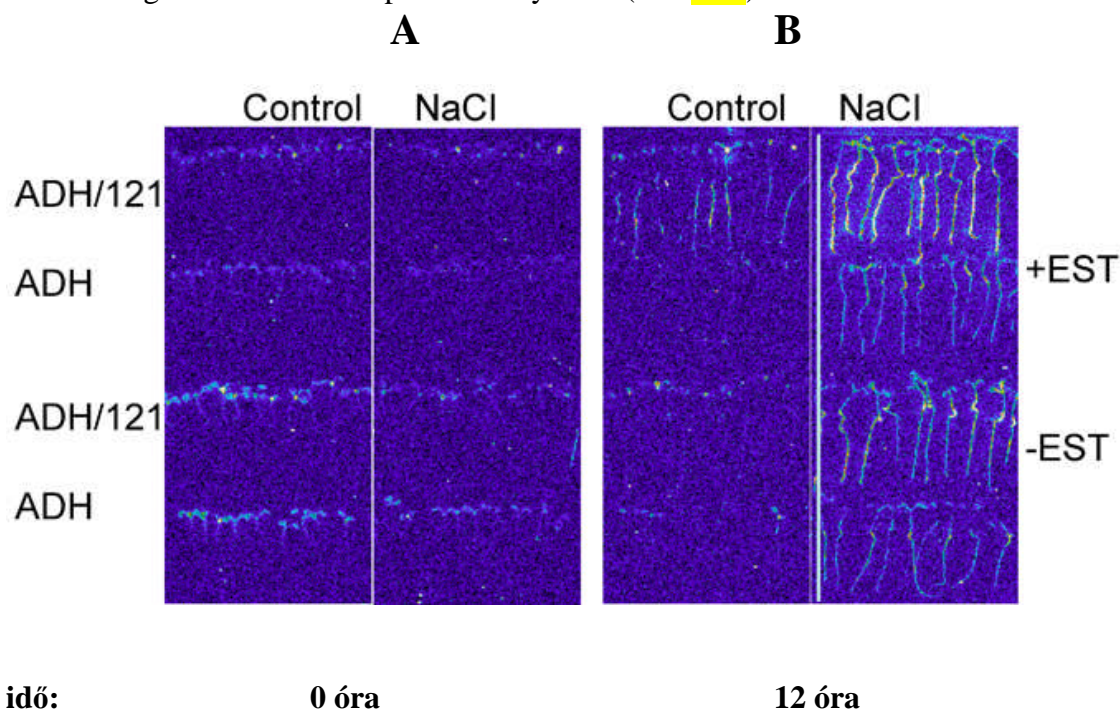 A B
Control NaCl Control NaCl
ADH/121
ADH
+EST
ADH/121
-EST
ADH
idő: 0 óra 12 óra